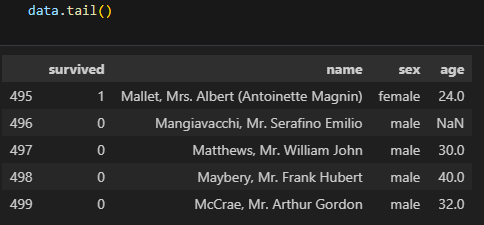 data.tail()
survived name sex age
495 1 Mallet, Mrs. Albert (Antoinette Magnin) female 24.0
496 0 Mangiavacchi, Mr. Serafino Emilio male NaN
497 0 Matthews, Mr. William John male 30.0
498 0 Maybery, Mr. Frank Hubert male 40.0
499 0 McCrae, Mr. Arthur Gordon male 32.0